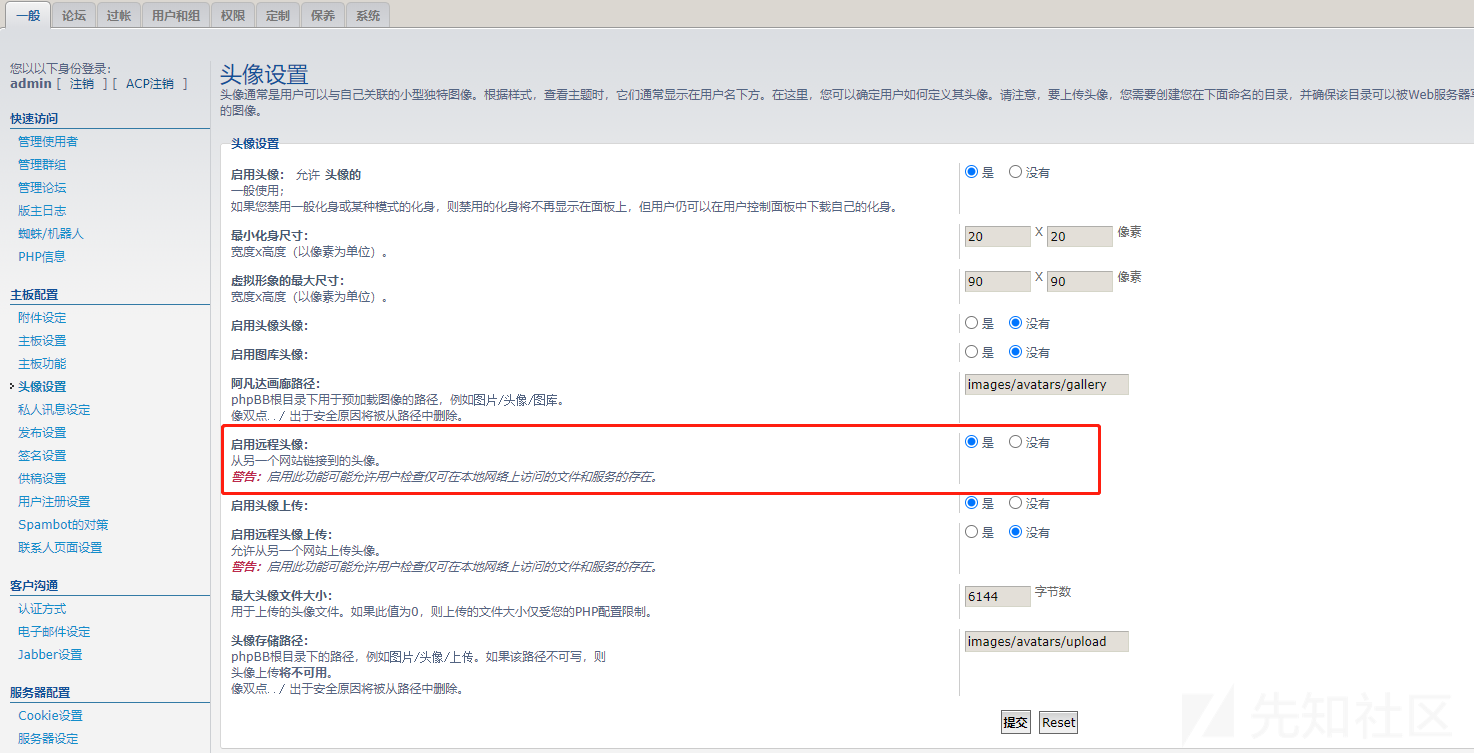 一般 论坛 过帐 用户和组 权限 定制 保养 系统
您以以下身份登录:
admin [ 注销 ] [ ACP注销 ]
快速访问
管理使用者
管理群组
管理论坛
版主日志
蜘蛛/机器人
PHP信息
主板配置
附件设定
主板设置
主板功能
头像设置
私人讯息设定
发布设置
签名设置
供稿设置
用户注册设置
Spambot的对策
联系人页面设置
客户沟通
认证方式
电子邮件设定
Jabber设置
服务器配置
Cookie设置
服务器设定
头像设置
头像通常是用户可以与自己关联的小型独特图像。根据样式，查看主题时，它们通常显示在用户名下方。在这里，您可以确定用户如何定义其头像。请注意，要上传头像，您需要创建您在下面命名的目录，并确保该目录可以被Web服务器
的图像。
头像设置
启用头像： 允许 头像的 是 没有
一般使用；
如果您禁用一般化身或某种模式的化身，则禁用的化身将不再显示在面板上，但用户仍可以在用户控制面板中下载自己的化身。
最小化身尺寸： 20 X 20 像素
宽度x高度（以像素为单位）。
虚拟形象的最大尺寸： 90 X 90 像素
宽度x高度（以像素为单位）。
启用头像头像： 是 没有
启用图库头像： 是 没有
阿凡达画廊路径： images/avatars/gallery
phpBB根目录下用于预加载图像的路径，例如图片/头像/图库。
像双点../ 出于安全原因将被从路径中删除。
启用远程头像： 是 没有
从另一个网站链接到的头像。
警告：启用此功能可能允许用户检查仅可在本地网络上访问的文件和服务的存在。
启用头像上传： 是 没有
启用远程头像上传： 是 没有
允许从另一个网站上传头像。
警告：启用此功能可能允许用户检查仅可在本地网络上访问的文件和服务的存在。
最大头像文件大小： 6144 字节数
用于上传的头像文件。如果此值为0，则上传的文件大小仅受您的PHP配置限制。
头像存储路径： images/avatars/upload
phpBB根目录下的路径，例如图片/头像/上传。如果该路径不可写，则
头像上传将不可用。
像双点../ 出于安全原因将被从路径中删除。
提交 Reset
先知社区